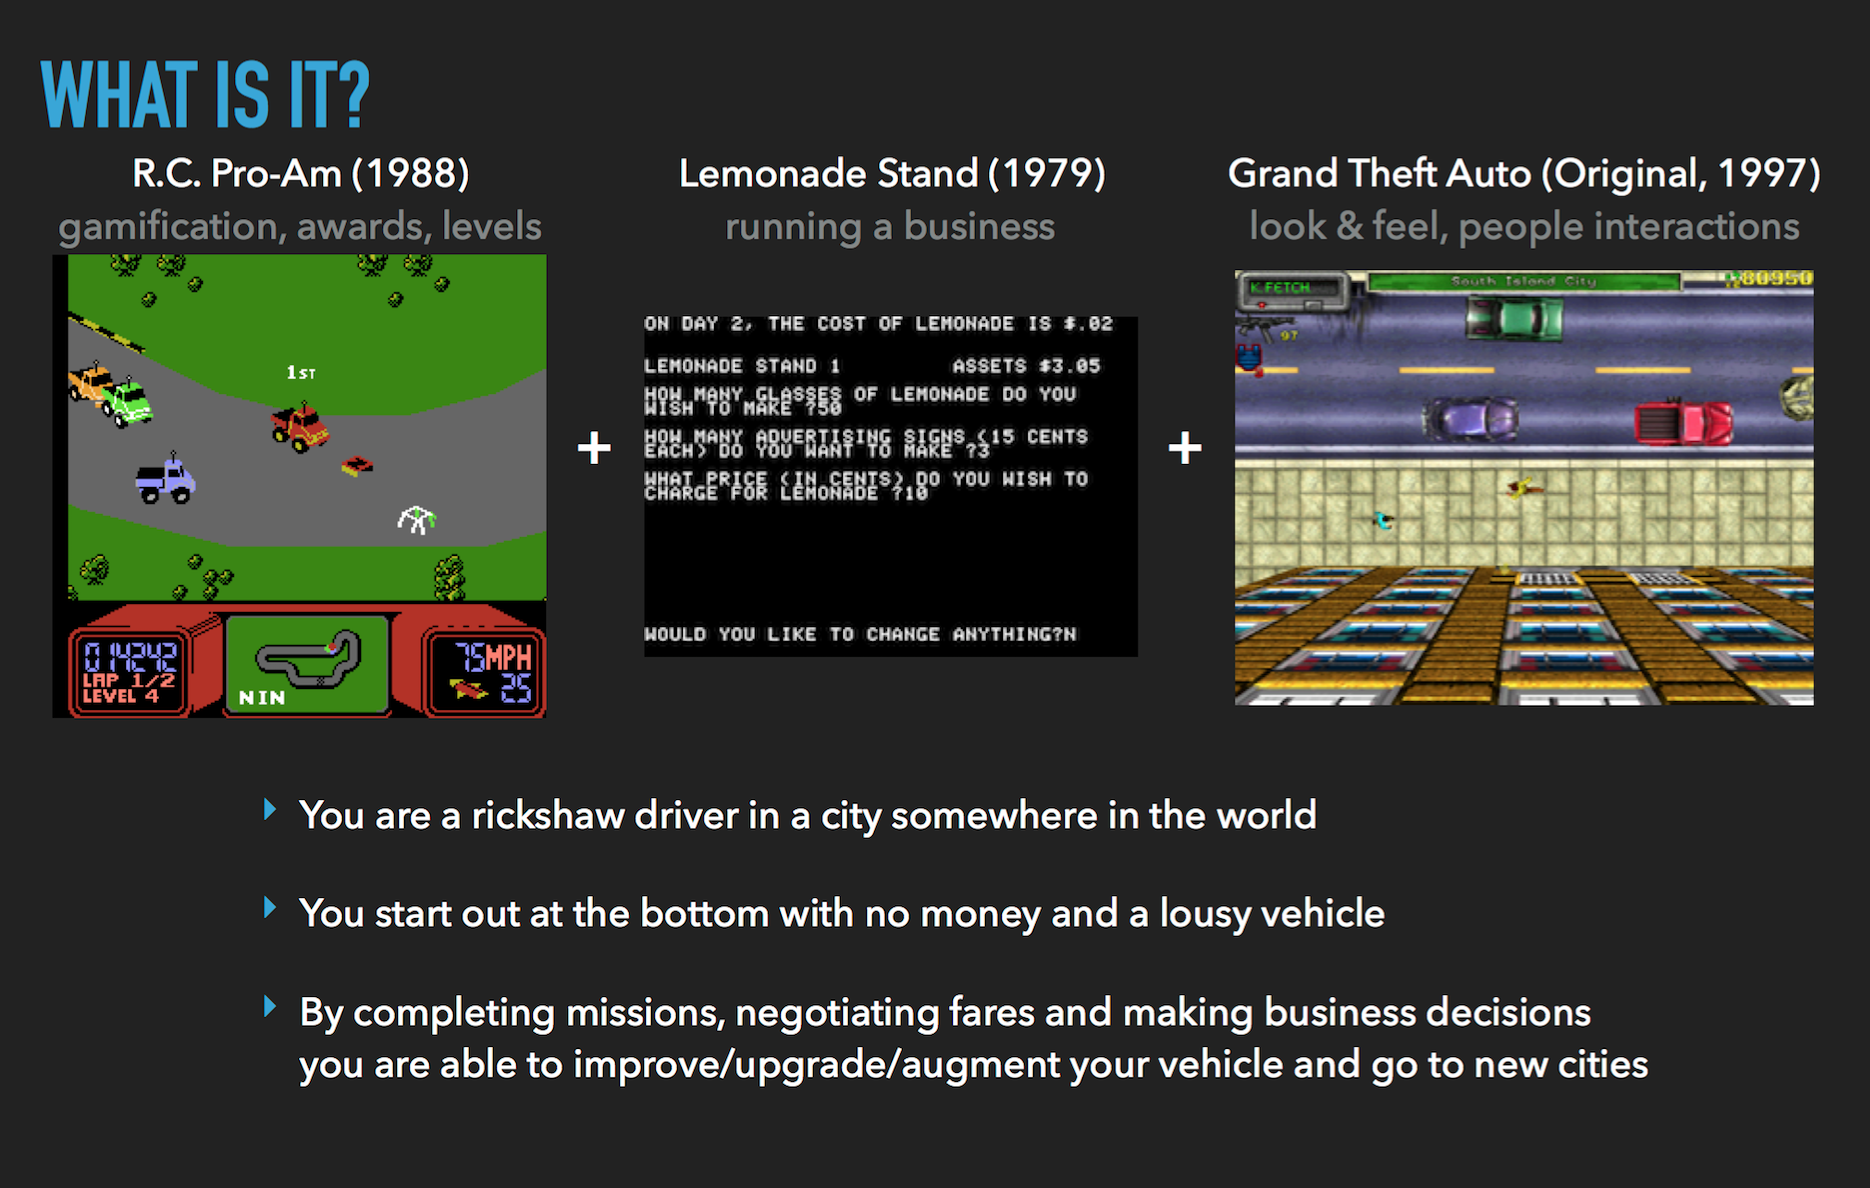 WHAT IS IT?
R.C. Pro-Am (1988)
gamification, awards, levels
1ST
014242
LAP 1/2
LEVEL 4
NIN
75MPH
25
+
Lemonade Stand (1979)
running a business
ON DAY 2, THE COST OF LEMONADE IS $.02
LEMONADE STAND 1 ASSETS $3.05
HOW MANY GLASSES OF LEMONADE DO YOU
WISH TO MAKE ?50
HOW MANY ADVERTISING SIGNS (15 CENTS
EACH) DO YOU WANT TO MAKE ?3
WHAT PRICE (IN CENTS) DO YOU WISH TO
CHARGE FOR LEMONADE ?10
WOULD YOU LIKE TO CHANGE ANYTHING?N
+
Grand Theft Auto (Original, 1997)
look & feel, people interactions
K.FETCH
South Island City
80950
97
You are a rickshaw driver in a city somewhere in the world
You start out at the bottom with no money and a lousy vehicle
By completing missions, negotiating fares and making business decisions
you are able to improve/upgrade/augment your vehicle and go to new cities